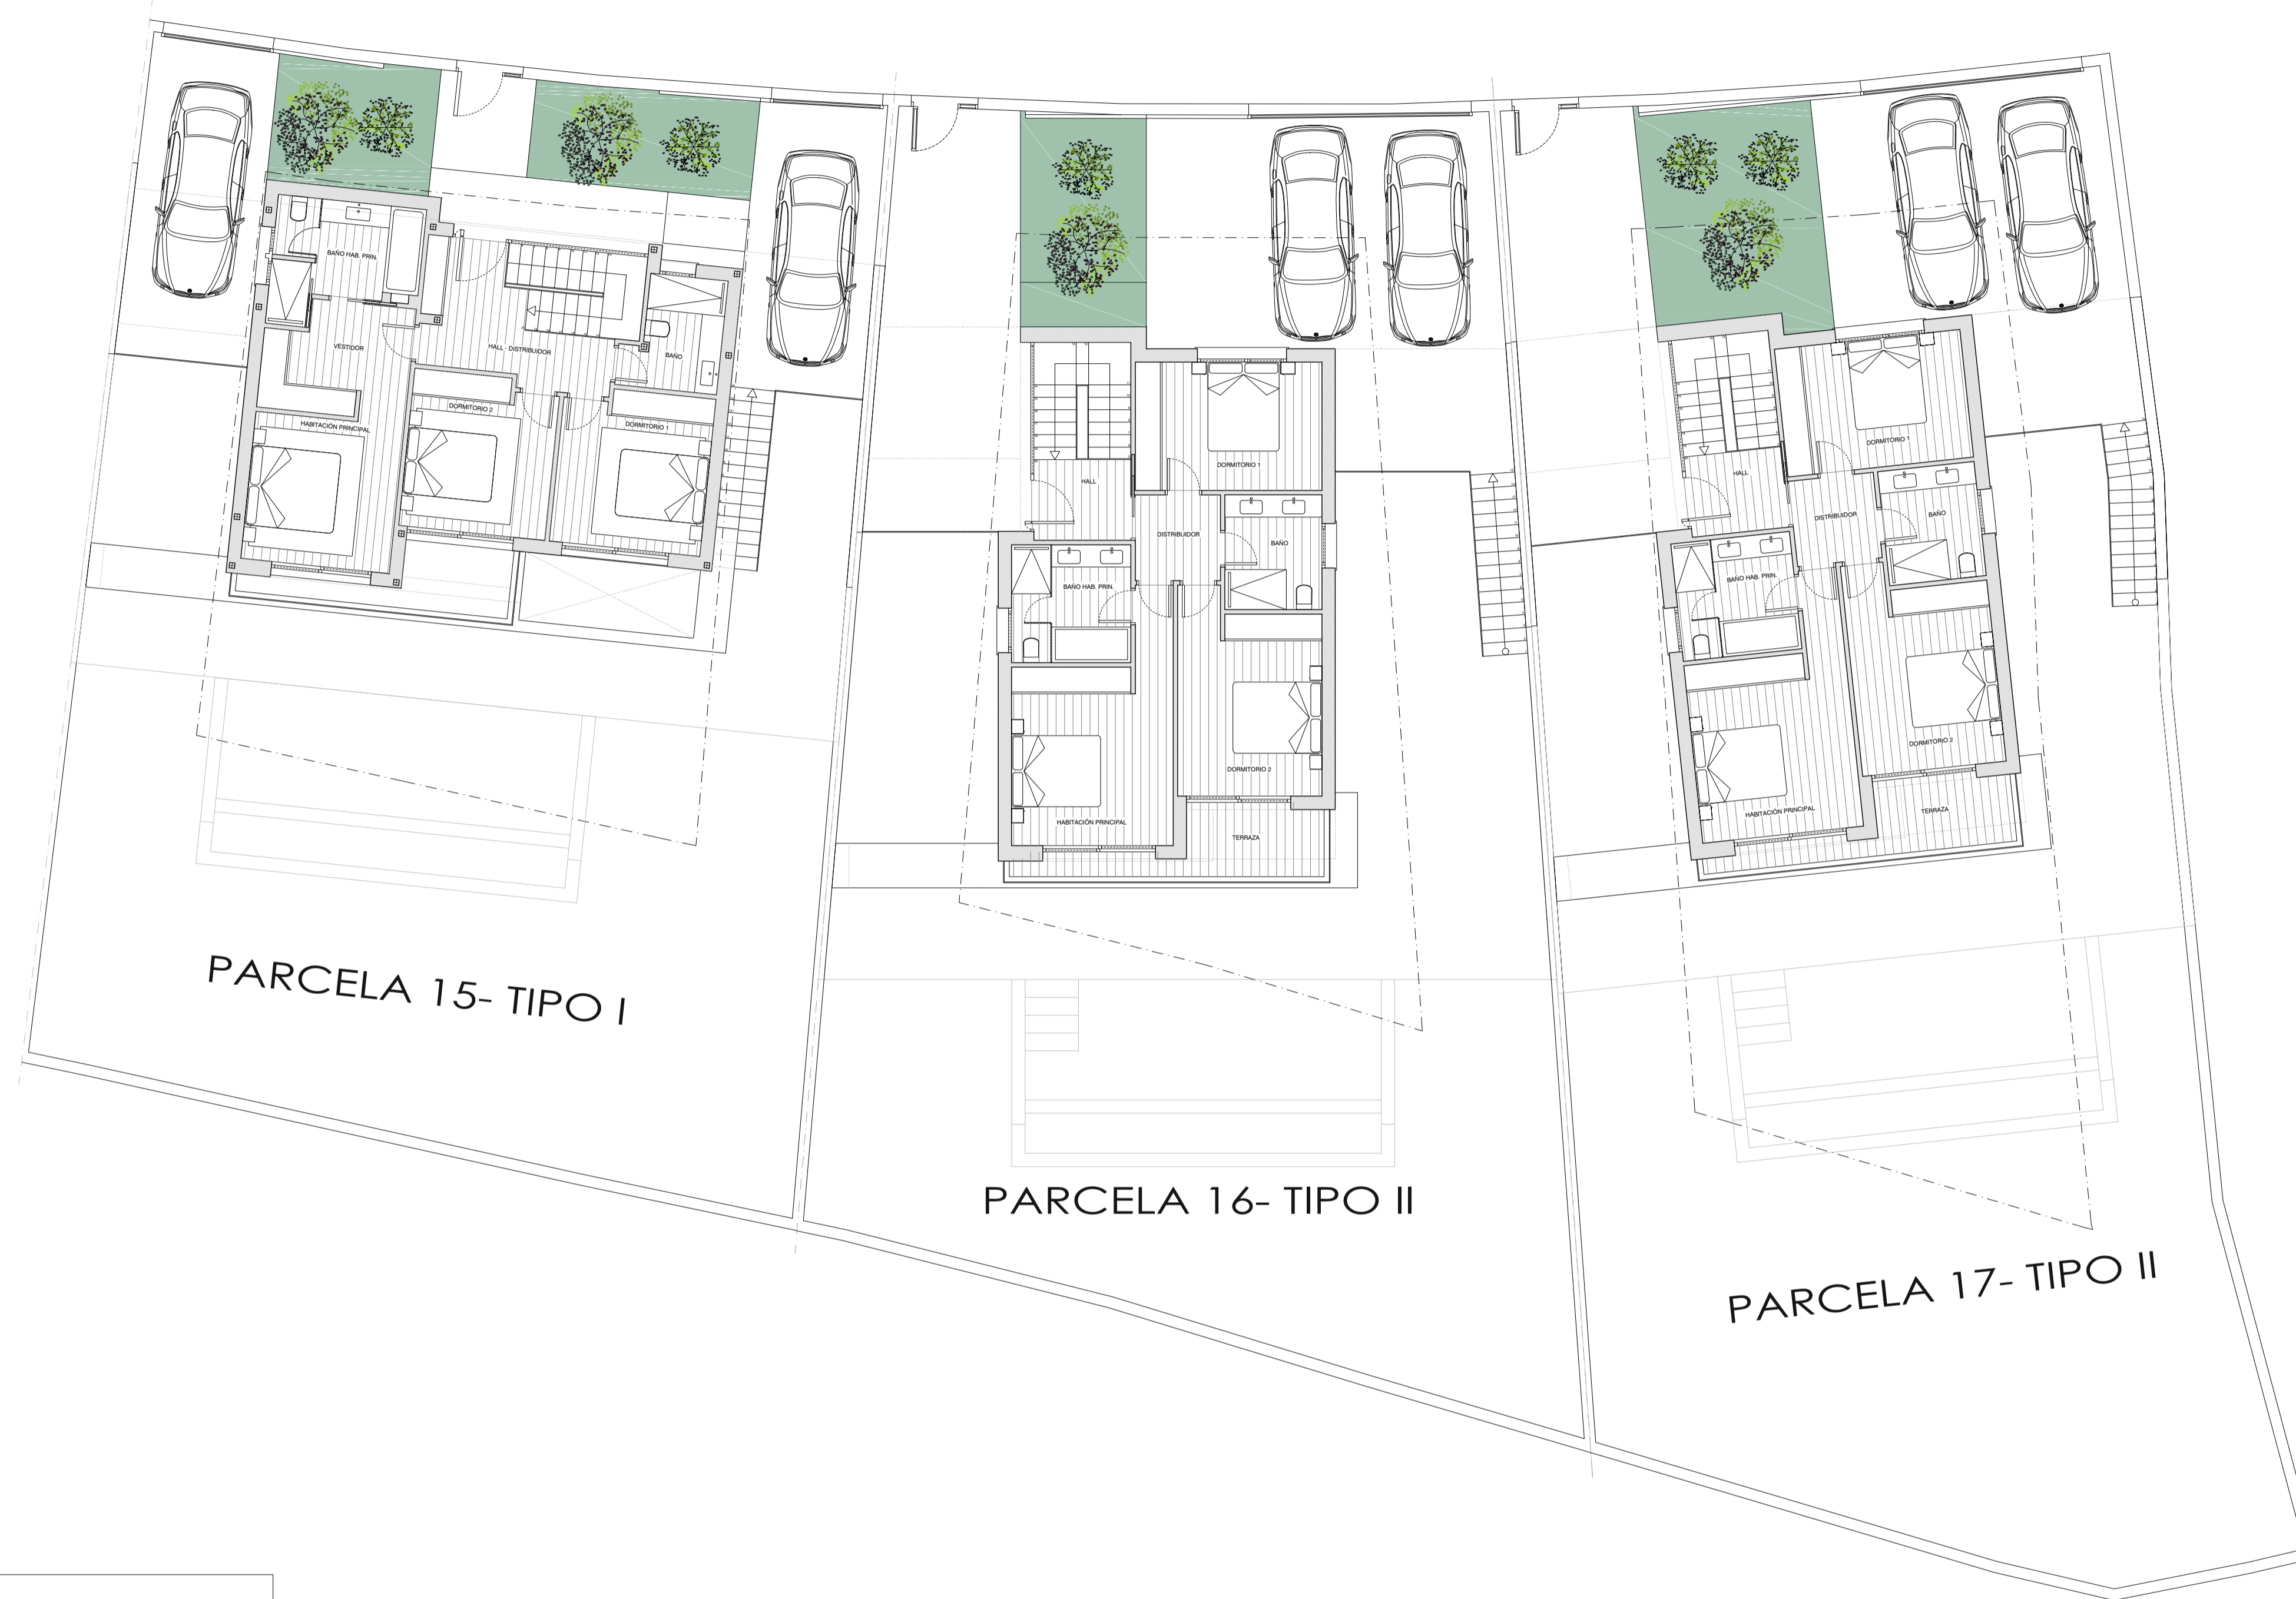 BAÑO HAB. PRIN.
VESTIDOR
HALL - DISTRIBUIDOR
BAÑO
DORMITORIO 2
DORMITORIO 1
HABITACIÓN PRINCIPAL
PARCELA 15- TIPO I
DORMITORIO 1
HALL
DISTRIBUIDOR
BAÑO
BAÑO HAB. PRIN.
DORMITORIO 2
HABITACIÓN PRINCIPAL
TERRAZA
PARCELA 16- TIPO II
DORMITORIO 1
HALL
DISTRIBUIDOR
BAÑO
BAÑO HAB. PRIN.
DORMITORIO 2
HABITACIÓN PRINCIPAL
TERRAZA
PARCELA 17- TIPO II